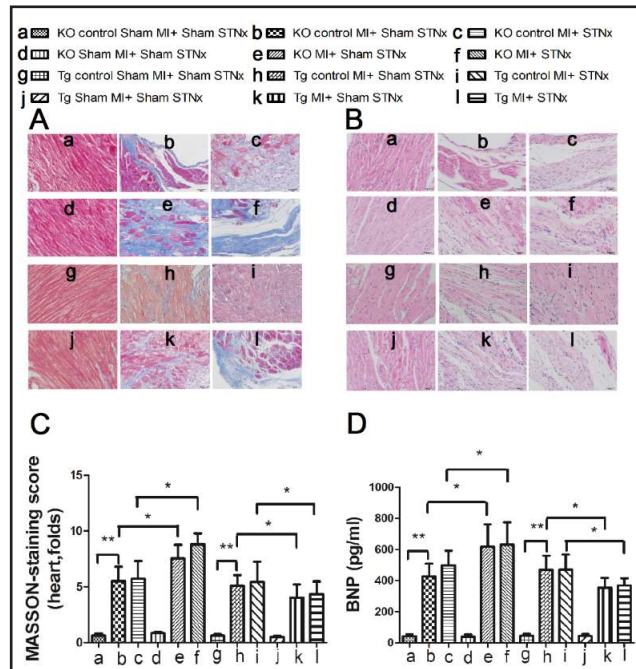 a KO control Sham MI+ Sham STNx b KO control MI+ Sham STNx c KO control MI+ STNx
d KO Sham MI+ Sham STNx e KO MI+ Sham STNx f KO MI+ STNx
g Tg control Sham MI+ Sham STNx h Tg control MI+ Sham STNx i Tg control MI+ STNx
j Tg Sham MI+ Sham STNx k Tg MI+ Sham STNx l Tg MI+ STNx
A B
a b c a b c
d e f d e f
g h i g h i
j k l j k l
C D
MASSON-staining score
(heart,folds)
15
10
5
0
** * * ** * *
a b c d e f g h i j k l
BNP (pg/ml)
1000
800
600
400
200
0
** * * ** * *
a b c d e f g h i j k l